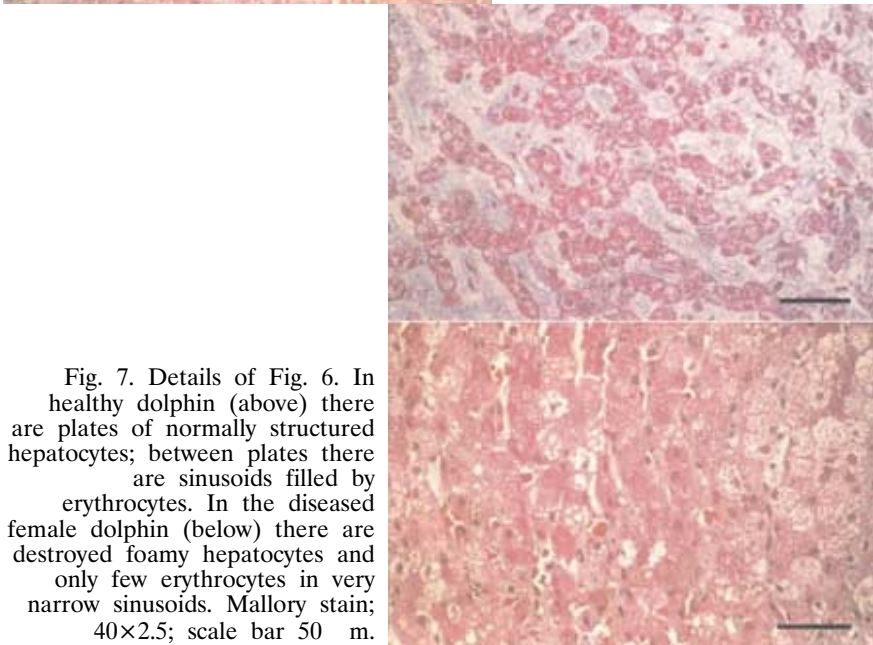 Fig. 7. Details of Fig. 6. In
healthy dolphin (above) there
are plates of normally structured
hepatocytes; between plates there
are sinusoids filled by
erythrocytes. In the diseased
female dolphin (below) there are
destroyed foamy hepatocytes and
only few erythrocytes in very
narrow sinusoids. Mallory stain;
40×2.5; scale bar 50 m.